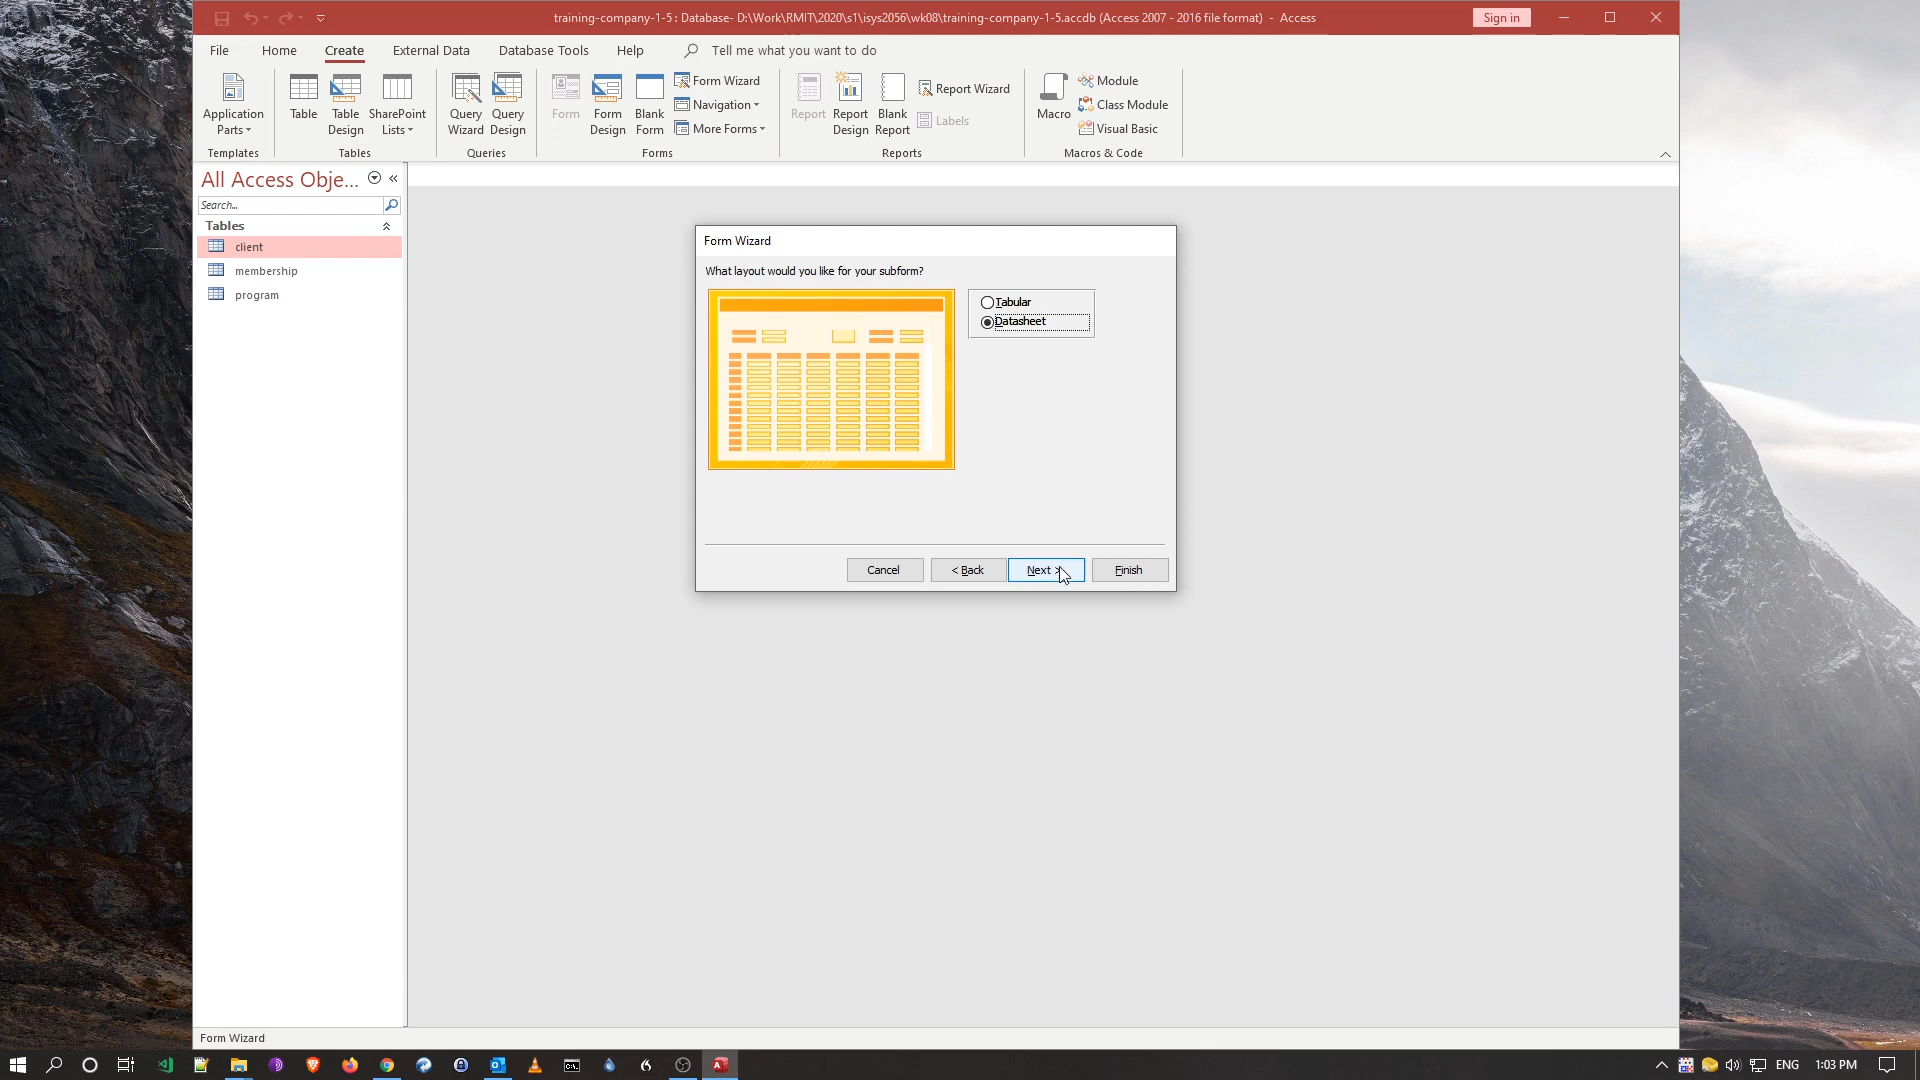 training-company-1-5 : Database- D:\Work\RMIT\2020\s1\isys2056\wk08\training-company-1-5.accdb (Access 2007 - 2016 file format) - Access
Sign in
File Home Create External Data Database Tools Help Tell me what you want to do
Application Parts
Table
Table Design
SharePoint Lists
Query Wizard
Query Design
Form
Form Design
Blank Form
Form Wizard
Navigation
More Forms
Report
Report Design
Blank Report
Report Wizard
Labels
Macro
Module
Class Module
Visual Basic
Templates Tables Queries Forms Reports Macros & Code
All Access Obje...
Search...
Tables
client
membership
program
Form Wizard
What layout would you like for your subform?
Tabular
Datasheet
Cancel < Back Next > Finish
Form Wizard
ENG 1:03 PM